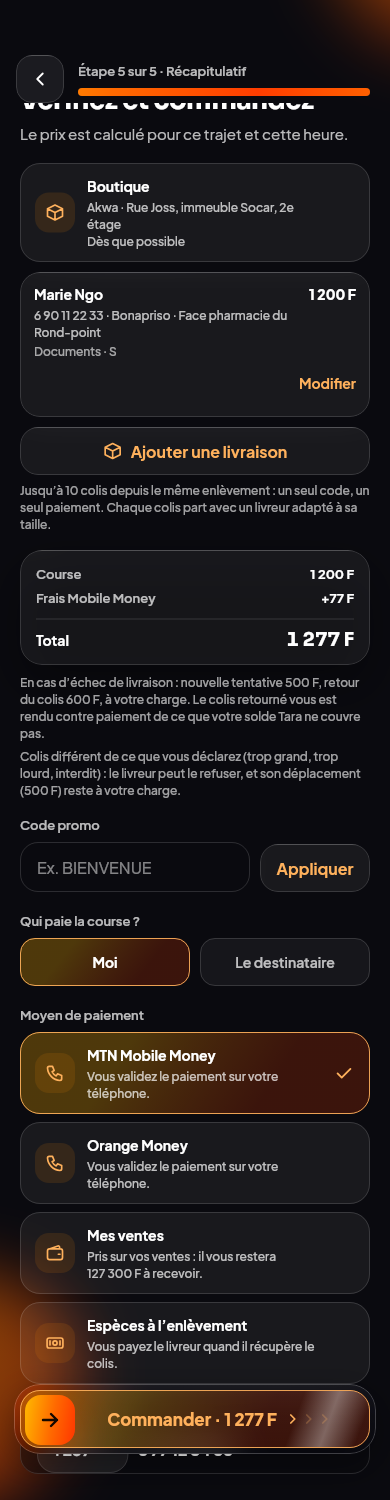 Étape 5 sur 5 · Récapitulatif
Vérifiez et commandez
Le prix est calculé pour ce trajet et cette heure.
Boutique
Akwa · Rue Joss, immeuble Socar, 2e
étage
Dès que possible
Marie Ngo
1 200 F
6 90 11 22 33 · Bonapriso · Face pharmacie du
Rond-point
Documents · S
Modifier
Ajouter une livraison
Jusqu'à 10 colis depuis le même enlèvement : un seul code, un
seul paiement. Chaque colis part avec un livreur adapté à sa
taille.
Course
1 200 F
Frais Mobile Money
+77 F
Total
1 277 F
En cas d'échec de livraison : nouvelle tentative 500 F, retour
du colis 600 F, à votre charge. Le colis retourné vous est
rendu contre paiement de ce que votre solde Tara ne couvre
pas.
Colis différent de ce que vous déclarez (trop grand, trop
lourd, interdit) : le livreur peut le refuser, et son déplacement
(500 F) reste à votre charge.
Code promo
Ex. BIENVENUE
Appliquer
Qui paie la course ?
Moi
Le destinataire
Moyen de paiement
MTN Mobile Money
Vous validez le paiement sur votre
téléphone.
Orange Money
Vous validez le paiement sur votre
téléphone.
Mes ventes
Pris sur vos ventes : il vous restera
127 300 F à recevoir.
Espèces à l'enlèvement
Vous payez le livreur quand il récupère le
colis.
Commander · 1 277 F